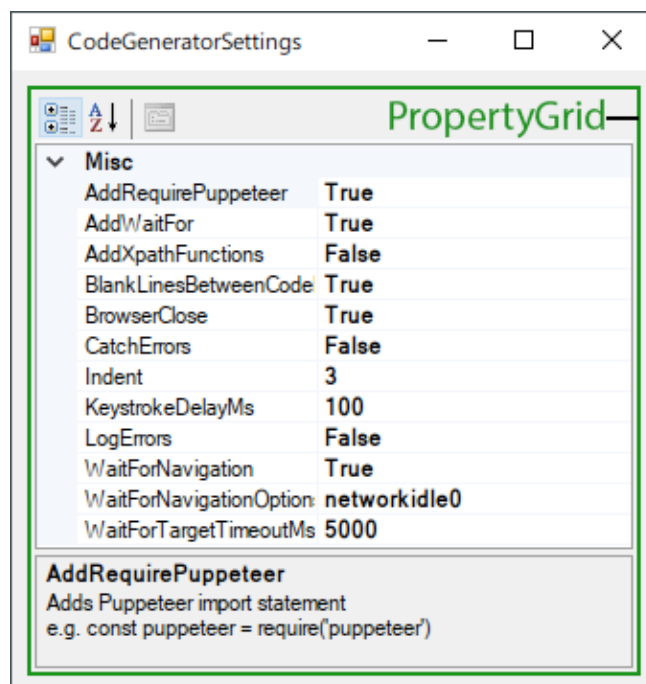 CodeGeneratorSettings
PropertyGrid
Misc
AddRequirePuppeteer True
AddWaitFor True
AddXpathFunctions False
BlankLinesBetweenCode True
BrowserClose True
CatchErrors False
Indent 3
KeystrokeDelayMs 100
LogErrors False
WaitForNavigation True
WaitForNavigationOption networkidle0
WaitForTargetTimeoutMs 5000
AddRequirePuppeteer
Adds Puppeteer import statement
e.g. const puppeteer = require('puppeteer')